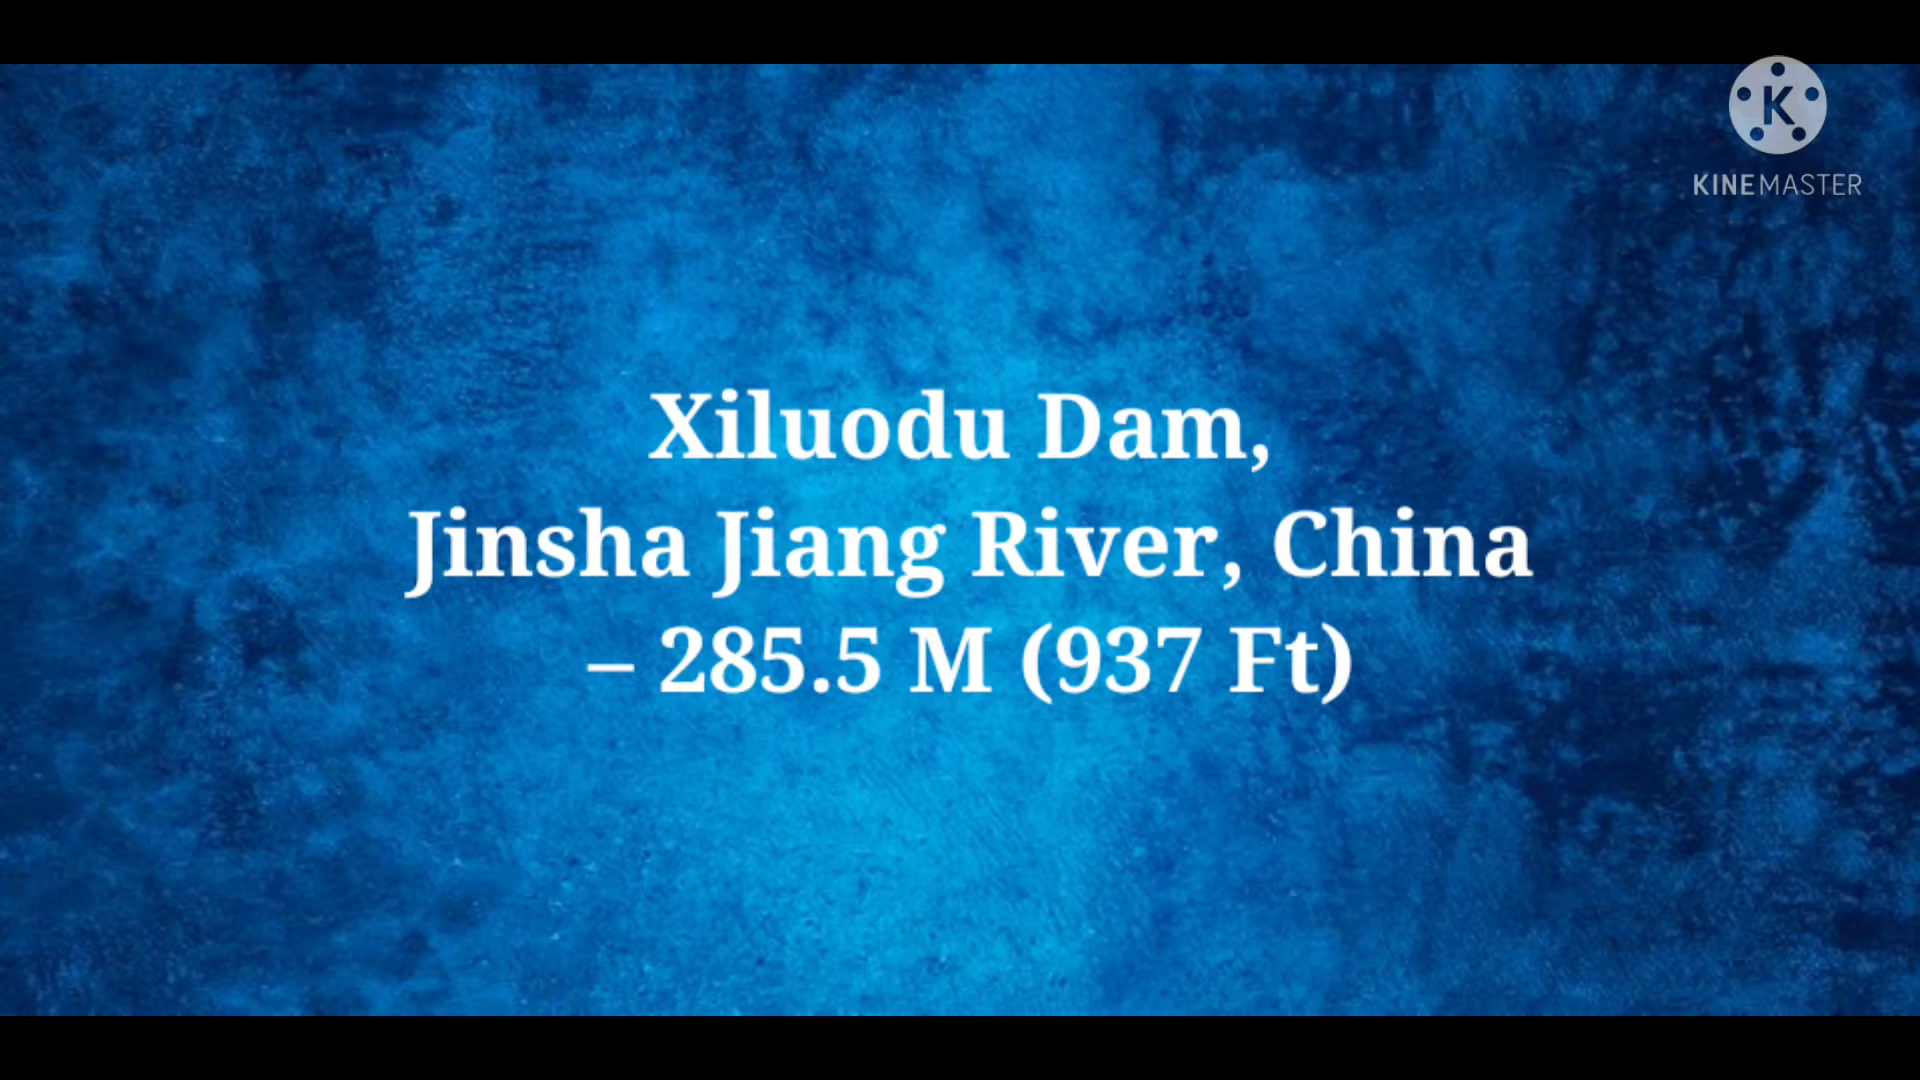 K
KINEMASTER
Xiluodu Dam,
Jinsha Jiang River, China
– 285.5 M (937 Ft)